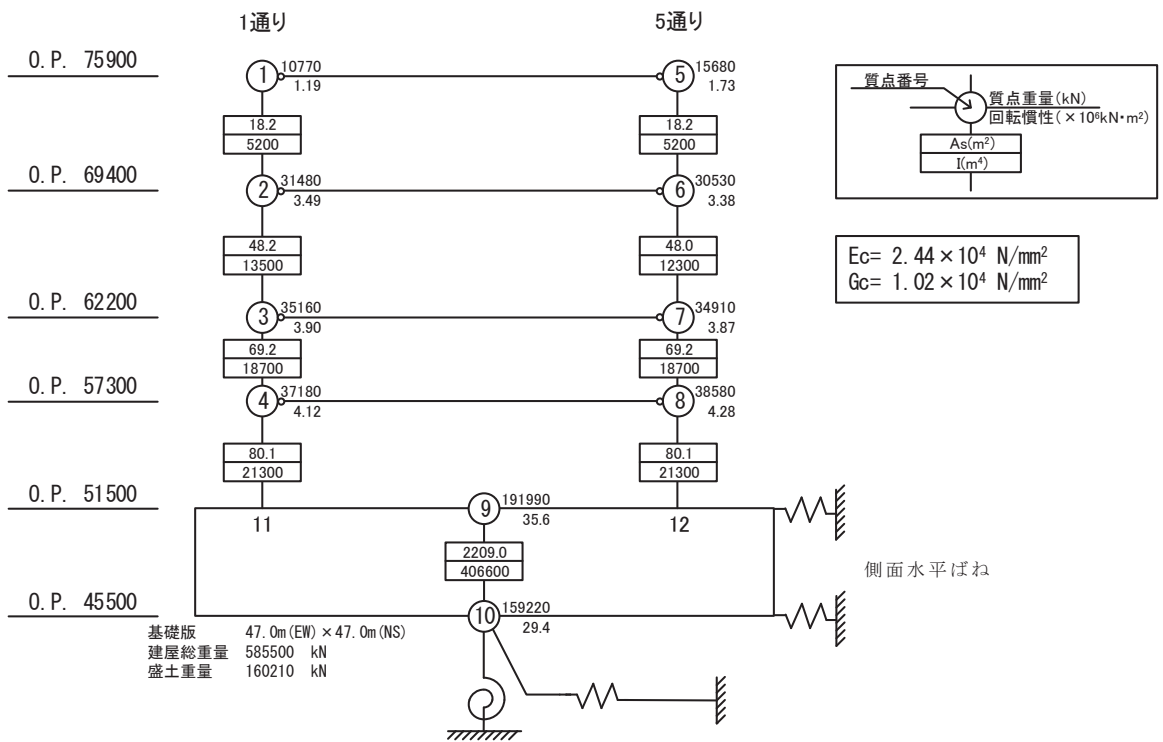 1通り
5通り
O.P. 75900
1
10770
1.19
5
15680
1.73
18.2
5200
18.2
5200
O.P. 69400
2
31480
3.49
6
30530
3.38
48.2
13500
48.0
12300
O.P. 62200
3
35160
3.90
7
34910
3.87
69.2
18700
69.2
18700
O.P. 57300
4
37180
4.12
8
38580
4.28
80.1
21300
80.1
21300
O.P. 51500
11
9
191990
35.6
12
2209.0
406600
側面水平ばね
O.P. 45500
10
159220
29.4
基礎版 47.0m(EW)×47.0m(NS)
建屋総重量 585500 kN
盛土重量 160210 kN
質点番号
質点重量(kN)
回転慣性(×10⁶kN･m²)
As(m²)
I(m⁴)
Ec= 2.44×10⁴ N/mm²
Gc= 1.02×10⁴ N/mm²